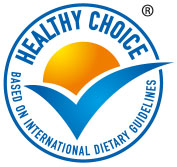 HEALTHY CHOICE
®
BASED ON INTERNATIONAL DIETARY GUIDELINES